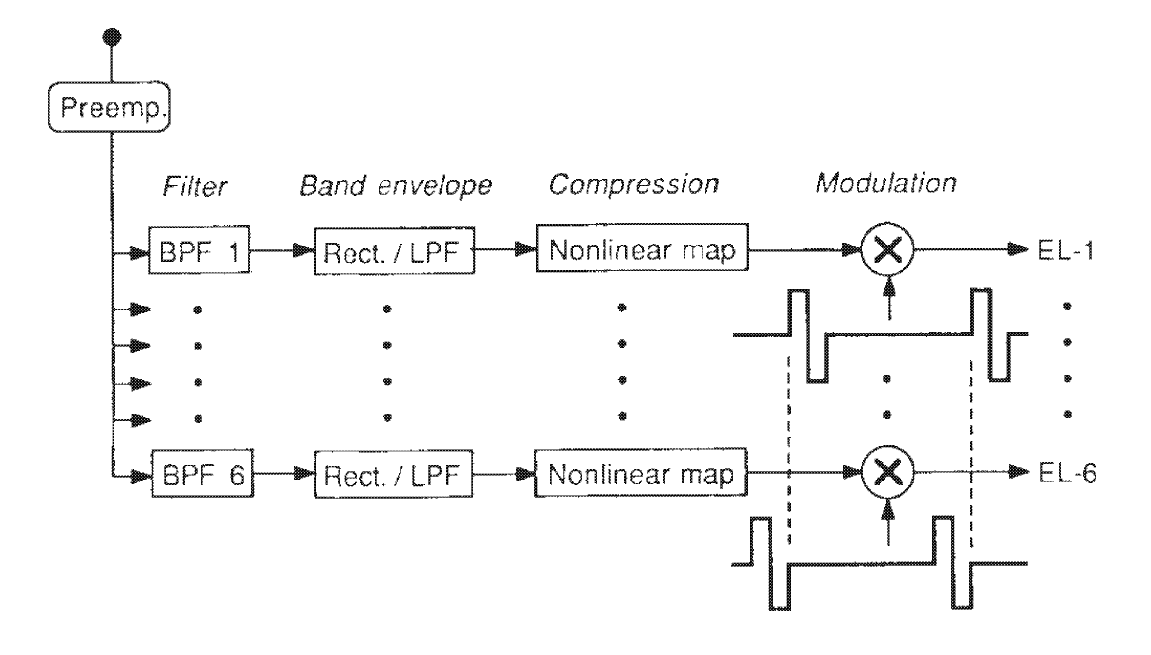 Preemp.
Filter Band envelope Compression Modulation
BPF 1 Rect. / LPF Nonlinear map EL-1
BPF 6 Rect. / LPF Nonlinear map EL-6